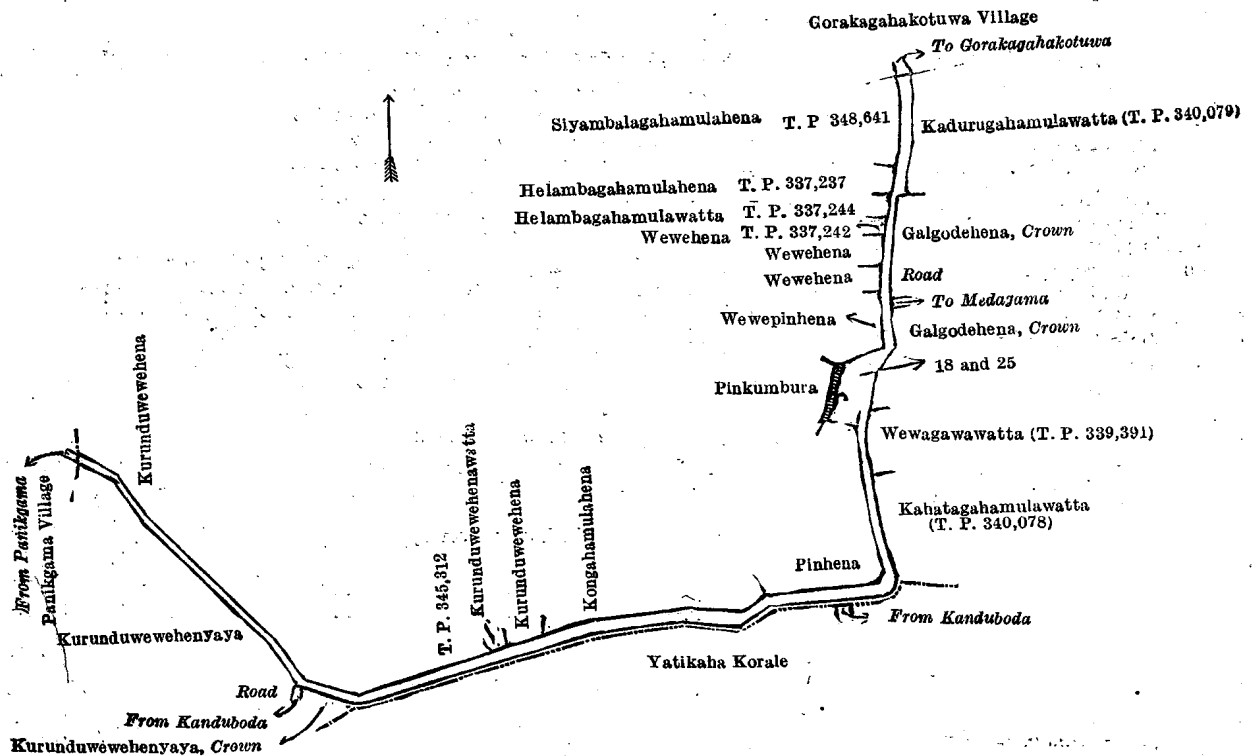 Gorakagahakotuwa Village
To Gorakagahakotuwa
Siyambalagahamulahena T. P 348,641
Kadurugahamulawatta (T. P. 340,079)
Helambagahamulahena T. P. 337,237
Helambagahamulawatta T. P. 337,244
Wewehena T. P. 337,242
Galgodehena, Crown
Wewehena
Wewehena
Road
To Medagama
Wewepinhena
Galgodehena, Crown
18 and 25
Pinkumbura
Wewagawawatta (T. P. 339,391)
Kahatagahamulawatta
(T. P. 340,078)
Pinhena
From Kanduboda
Yatikaha Korale
Kongahamulahena
Kurunduwewehena
Kurunduwewehenawatta
T. P. 345,312
Kurunduwewehena
From Panikgama
Panikgama Village
Kurunduwewehenyaya
Road
From Kanduboda
Kurunduwewehenyaya, Crown